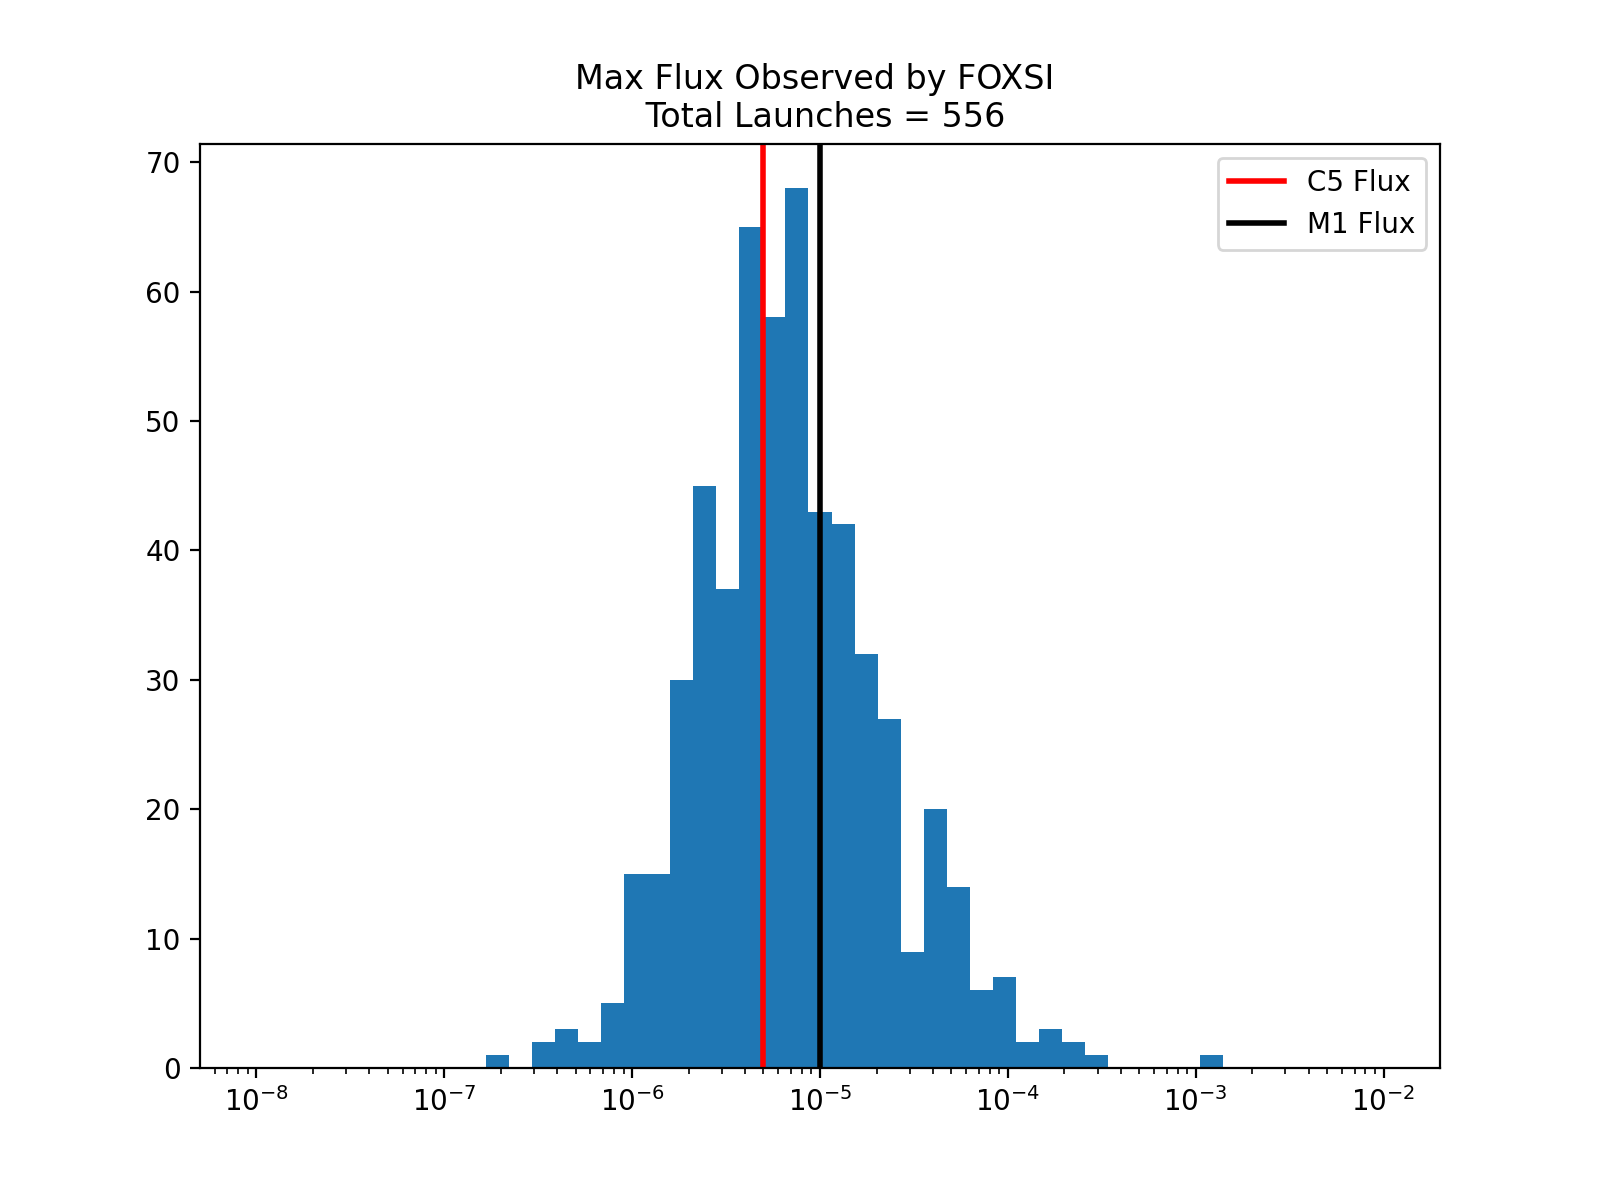 Max Flux Observed by FOXSI
Total Launches = 556
C5 Flux
M1 Flux
70
60
50
40
30
20
10
0
10⁻⁸ 10⁻⁷ 10⁻⁶ 10⁻⁵ 10⁻⁴ 10⁻³ 10⁻²